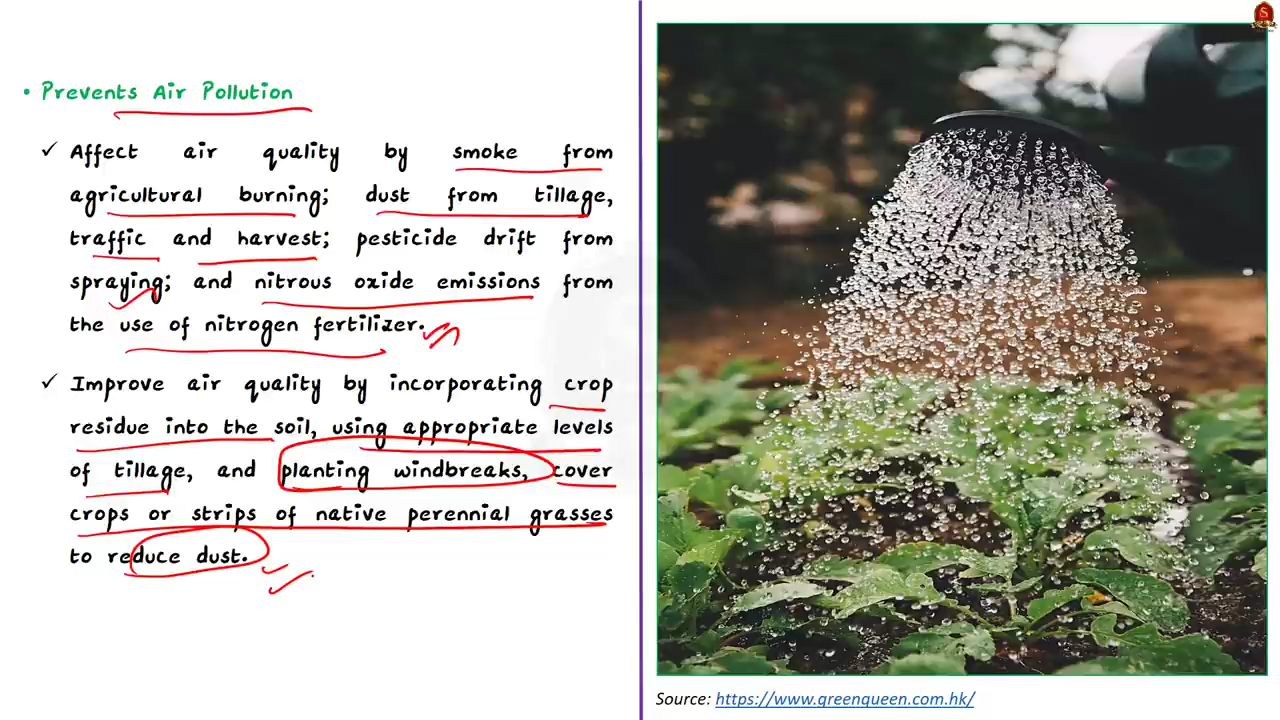 • Prevents Air Pollution
✓ Affect air quality by smoke from
agricultural burning; dust from tillage,
traffic and harvest; pesticide drift from
spraying; and nitrous oxide emissions from
the use of nitrogen fertilizer.
✓ Improve air quality by incorporating crop
residue into the soil, using appropriate levels
of tillage, and planting windbreaks, cover
crops or strips of native perennial grasses
to reduce dust.
Source: https://www.greenqueen.com.hk/